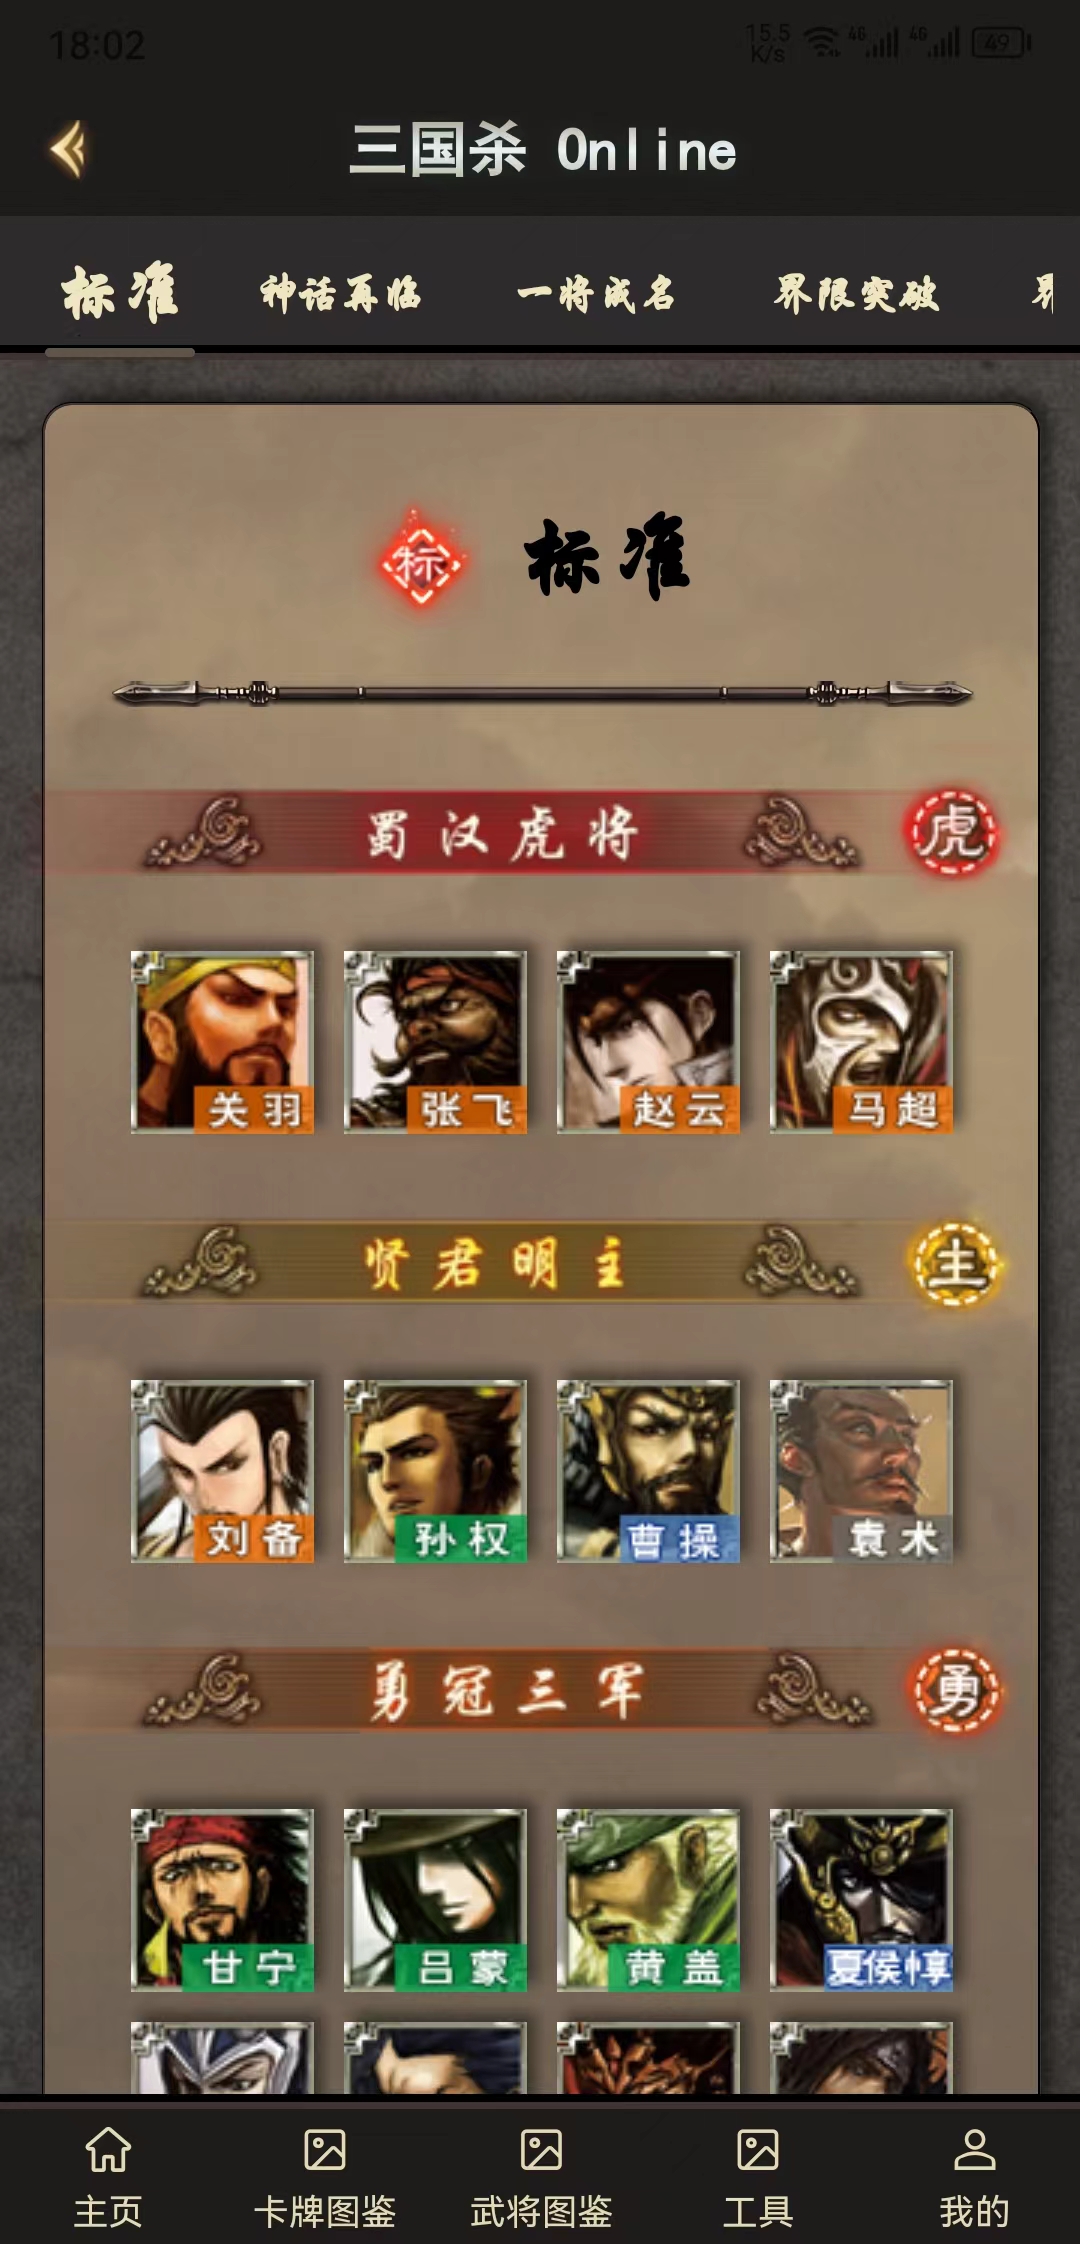 18:02
15.5
K/s
4G
4G
49
三国杀 Online
标准
神话再临
一将成名
界限突破
标
标准
蜀汉虎将
虎
关羽
张飞
赵云
马超
贤君明主
主
刘备
孙权
曹操
袁术
勇冠三军
勇
甘宁
吕蒙
黄盖
夏侯惇
主页
卡牌图鉴
武将图鉴
工具
我的